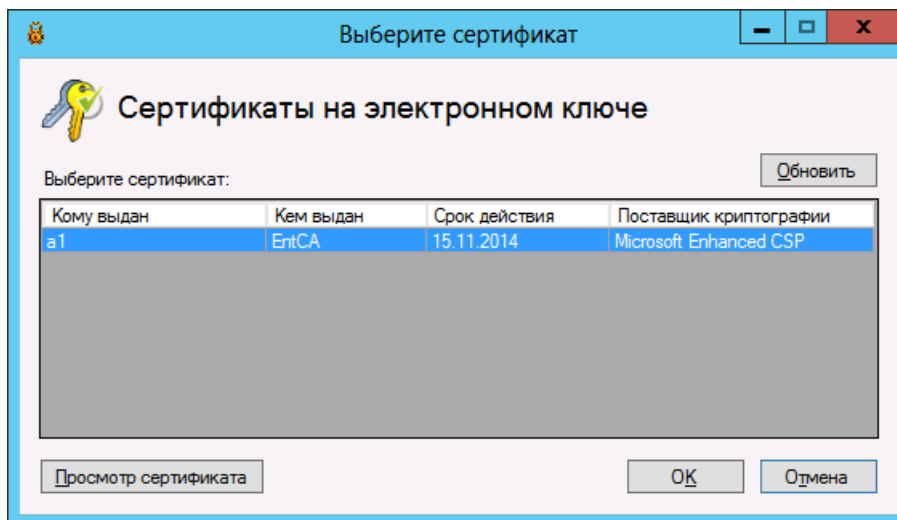 Выберите сертификат
Сертификаты на электронном ключе
Обновить
Выберите сертификат:
Кому выдан Кем выдан Срок действия Поставщик криптографии
a1 EntCA 15.11.2014 Microsoft Enhanced CSP
Просмотр сертификата ОК Отмена